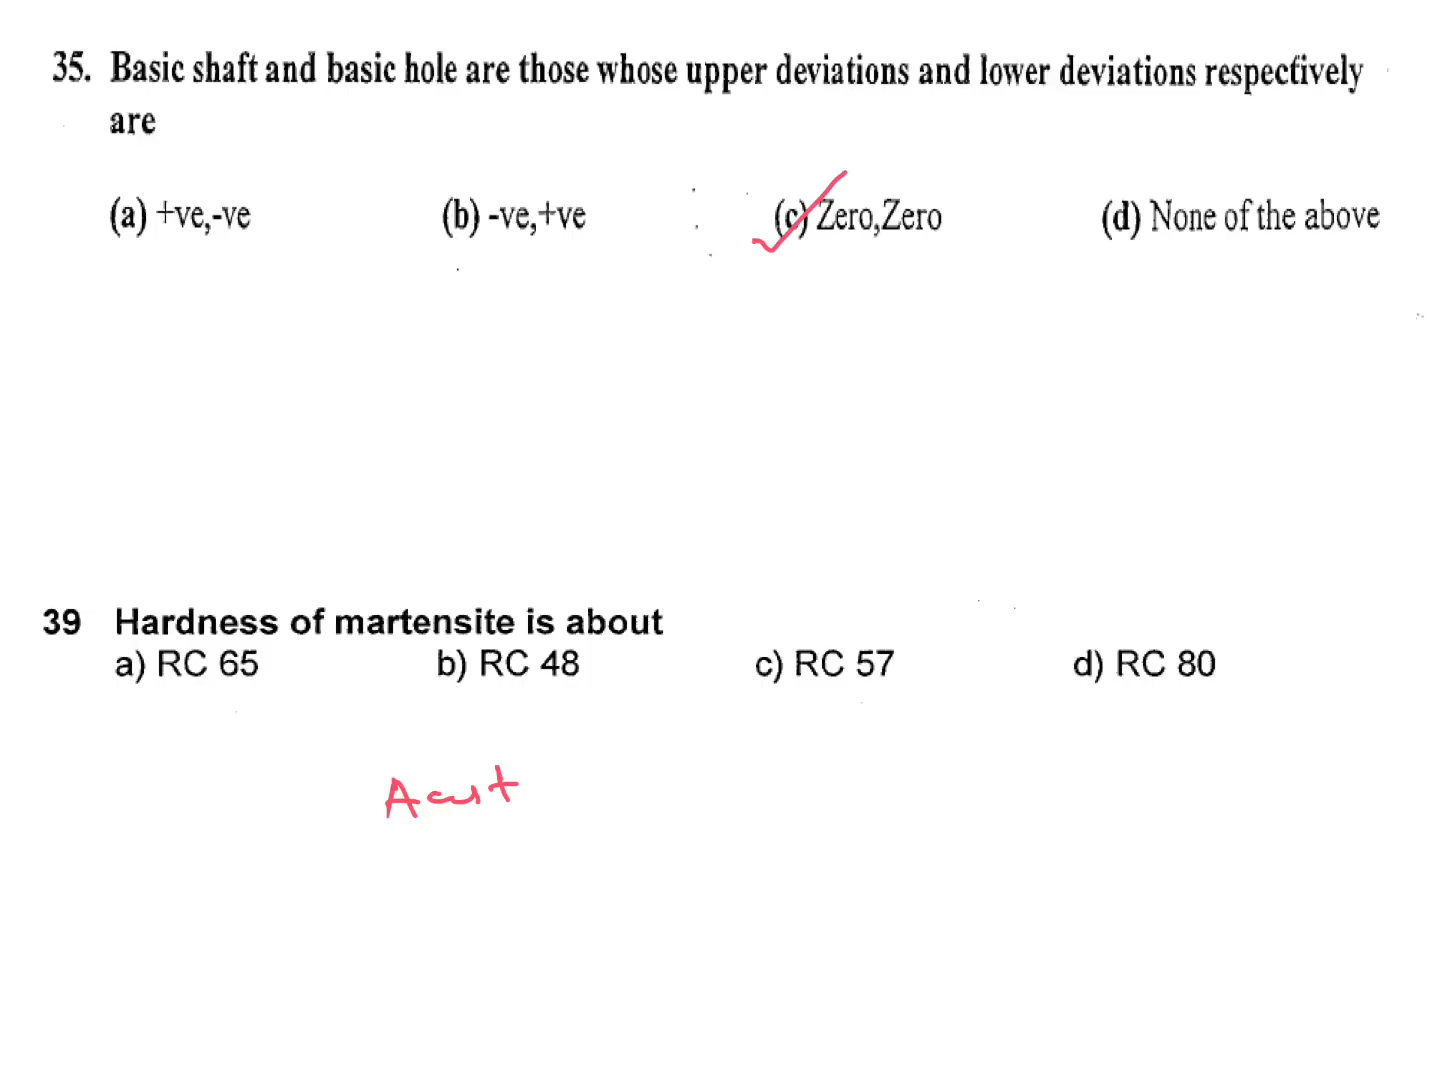 35. Basic shaft and basic hole are those whose upper deviations and lower deviations respectively
are
(a) +ve,-ve (b) -ve,+ve (c) Zero,Zero (d) None of the above
39 Hardness of martensite is about
a) RC 65 b) RC 48 c) RC 57 d) RC 80